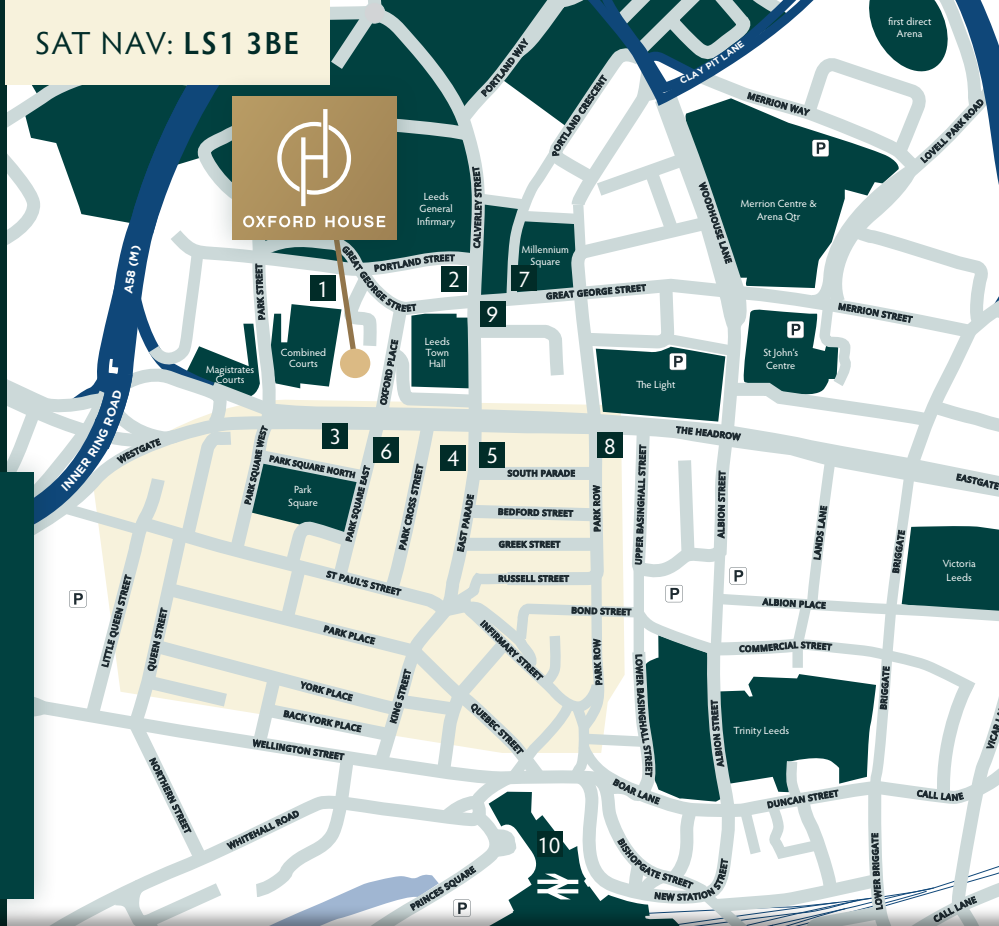 SAT NAV: LS1 3BE
first direct
Arena
CLAY PIT LANE
PORTLAND WAY
PORTLAND CRESCENT
MERRION WAY
P
LOVELL PARK ROAD
OXFORD HOUSE
Leeds
General
Infirmary
CALVERLEY STREET
WOODHOUSE LANE
Merrion Centre &
Arena Qtr
Millennium
Square
A58 (M)
PARK STREET
GREAT GEORGE STREET
PORTLAND STREET
1
2
7
9
GREAT GEORGE STREET
MERRION STREET
P
St John's
Centre
Combined
Courts
Magistrates
Courts
OXFORD PLACE
Leeds
Town
Hall
P
The Light
INNER RING ROAD
WESTGATE
THE HEADROW
EASTGATE
3
6
4
5
8
PARK SQUARE WEST
PARK SQUARE NORTH
Park
Square
PARK SQUARE EAST
PARK CROSS STREET
EAST PARADE
SOUTH PARADE
BEDFORD STREET
GREEK STREET
RUSSELL STREET
BOND STREET
PARK ROW
PARK ROW
UPPER BASINGHALL STREET
ALBION STREET
LANDS LANE
BRIGGATE
Victoria
Leeds
P
P
P
ALBION PLACE
COMMERCIAL STREET
LITTLE QUEEN STREET
QUEEN STREET
ST PAUL'S STREET
PARK PLACE
INFIRMARY STREET
YORK PLACE
BACK YORK PLACE
KING STREET
QUEBEC STREET
WELLINGTON STREET
LOWER BASINGHALL STREET
ALBION STREET
Trinity Leeds
BRIGGATE
NORTHERN STREET
WHITEHALL ROAD
BOAR LANE
DUNCAN STREET
CALL LANE
10
BISHOPGATE STREET
NEW STATION STREET
LOWER BRIGGATE
PRINCES SQUARE
P
CALL LANE